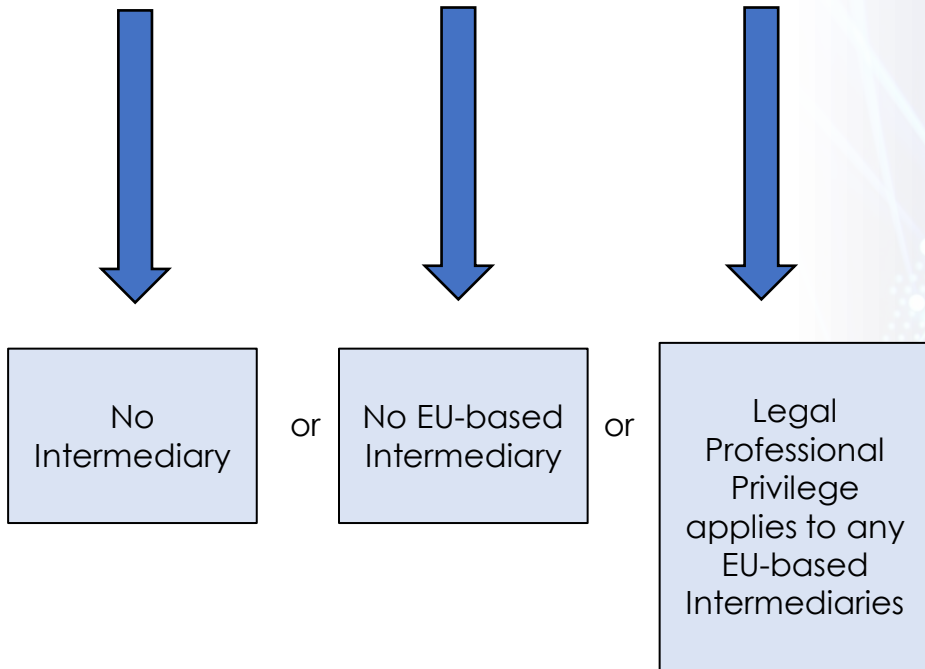 No
Intermediary
or
No EU-based
Intermediary
or
Legal
Professional
Privilege
applies to any
EU-based
Intermediaries